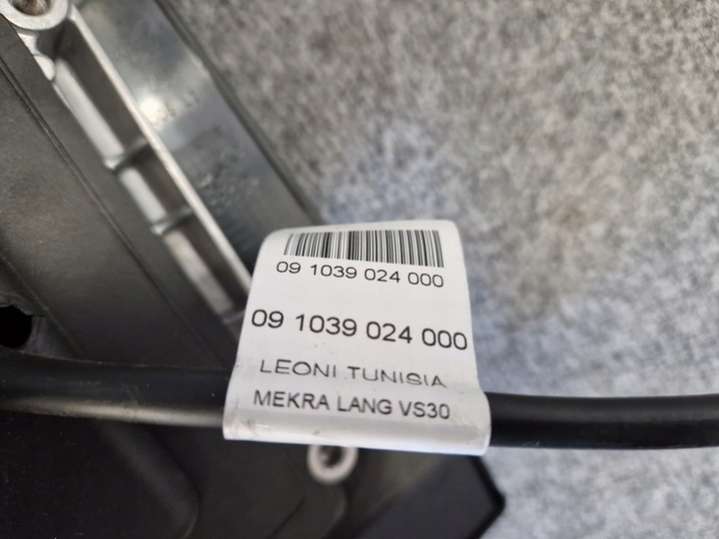 09 1039 024 000
09 1039 024 000
LEONI TUNISIA
MEKRA LANG VS30